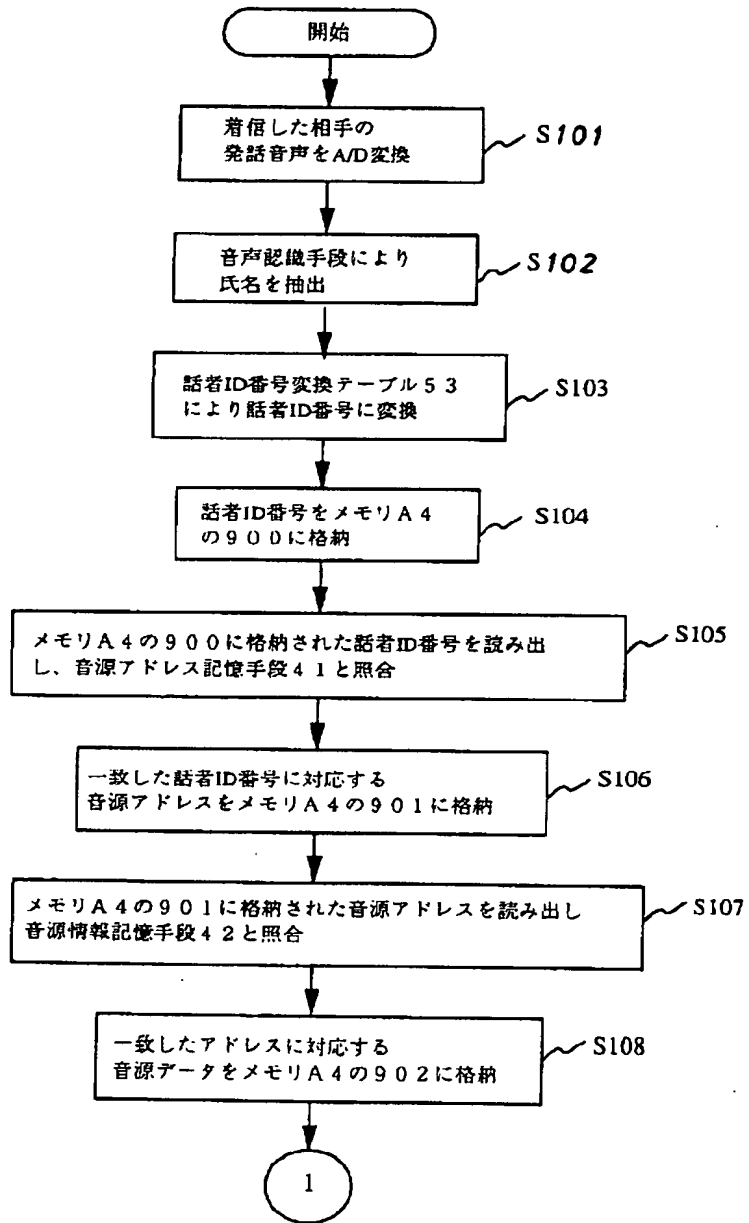 開始
着信した相手の
発話音声をA/D変換
S101
音声認識手段により
氏名を抽出
S102
話者ID番号変換テーブル53
により話者ID番号に変換
S103
話者ID番号をメモリA4
の900に格納
S104
メモリA4の900に格納された話者ID番号を読み出
し、音源アドレス記憶手段41と照合
S105
一致した話者ID番号に対応する
音源アドレスをメモリA4の901に格納
S106
メモリA4の901に格納された音源アドレスを読み出し
音源情報記憶手段42と照合
S107
一致したアドレスに対応する
音源データをメモリA4の902に格納
S108
1